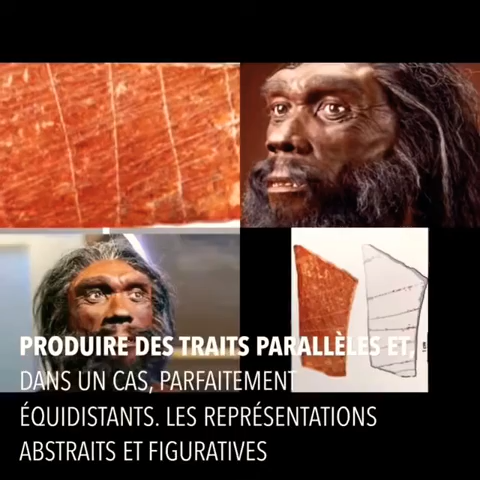 PRODUIRE DES TRAITS PARALLÈLES ET,
DANS UN CAS, PARFAITEMENT
ÉQUIDISTANTS. LES REPRÉSENTATIONS
ABSTRAITS ET FIGURATIVES